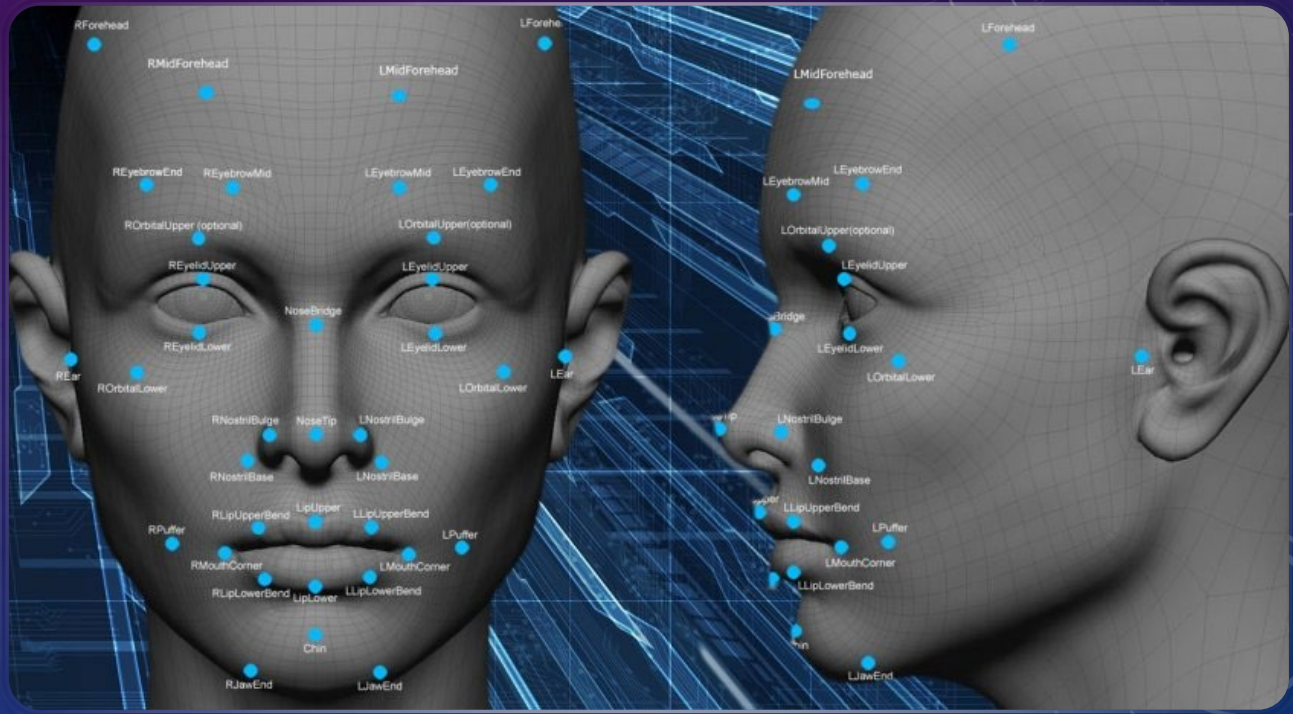 RForehead
LForehe
RMidForehead
LMidForehead
REyebrowEnd
REyebrowMid
LEyebrowMid
LEyebrowEnd
ROrbitalUpper (optional)
LOrbitalUpper(optional)
REyelidUpper
LEyelidUpper
NoseBridge
REyelidLower
LEyelidLower
REar
LEar
ROrbitalLower
LOrbitalLower
RNostrilBulge
NoseTip
LNostrilBulge
RNostrilBase
LNostrilBase
LipUpper
RLipUpperBend
LLipUpperBend
RPuffer
LPuffer
RMouthCorner
LMouthCorner
RLipLowerBend
LipLower
LLipLowerBend
Chin
RJawEnd
LJawEnd
LForehead
LMidForehead
LEyebrowEnd
LEyebrowMid
LOrbitalUpper(optional)
LEyelidUpper
sBridge
LEyelidLower
LOrbitalLower
LEar
LNostrilBulge
LNostrilBase
LLipUpperBend
LPuffer
LMouthCorner
LLipLowerBend
LJawEnd